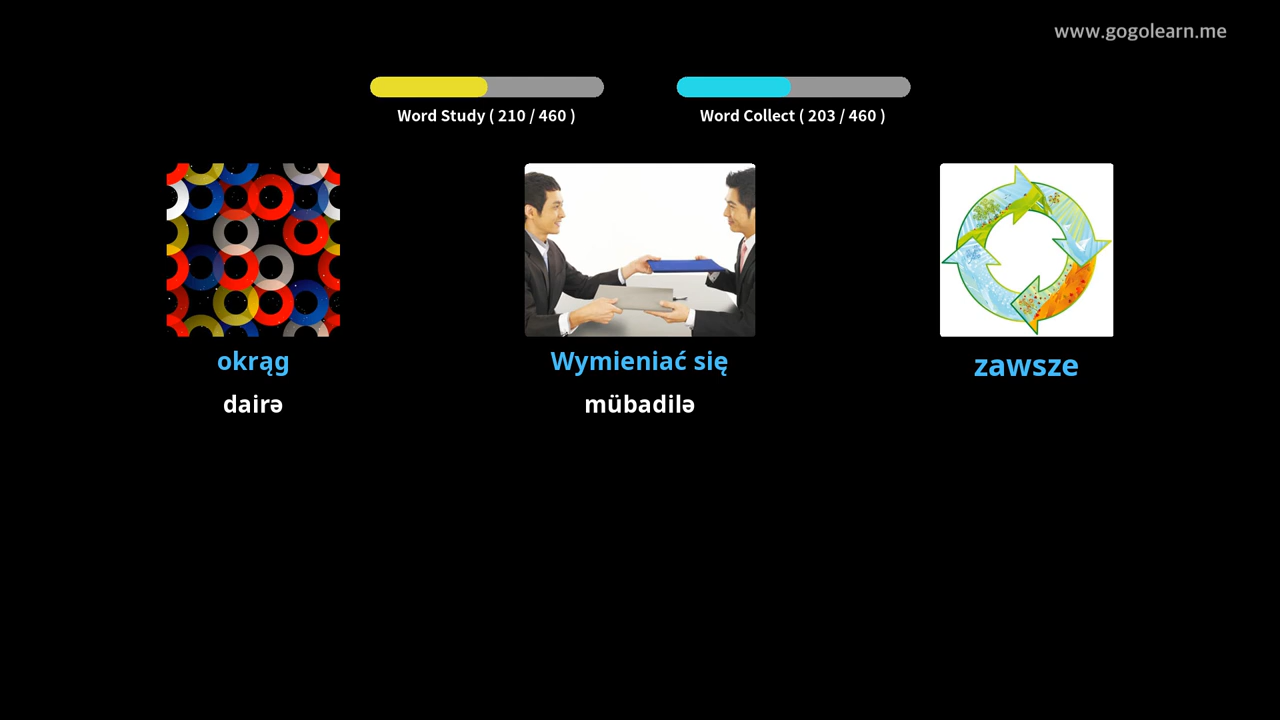 www.gogolearn.me
Word Study ( 210 / 460 )
Word Collect ( 203 / 460 )
okrąg
Wymieniać się
zawsze
dairə
mübadilə